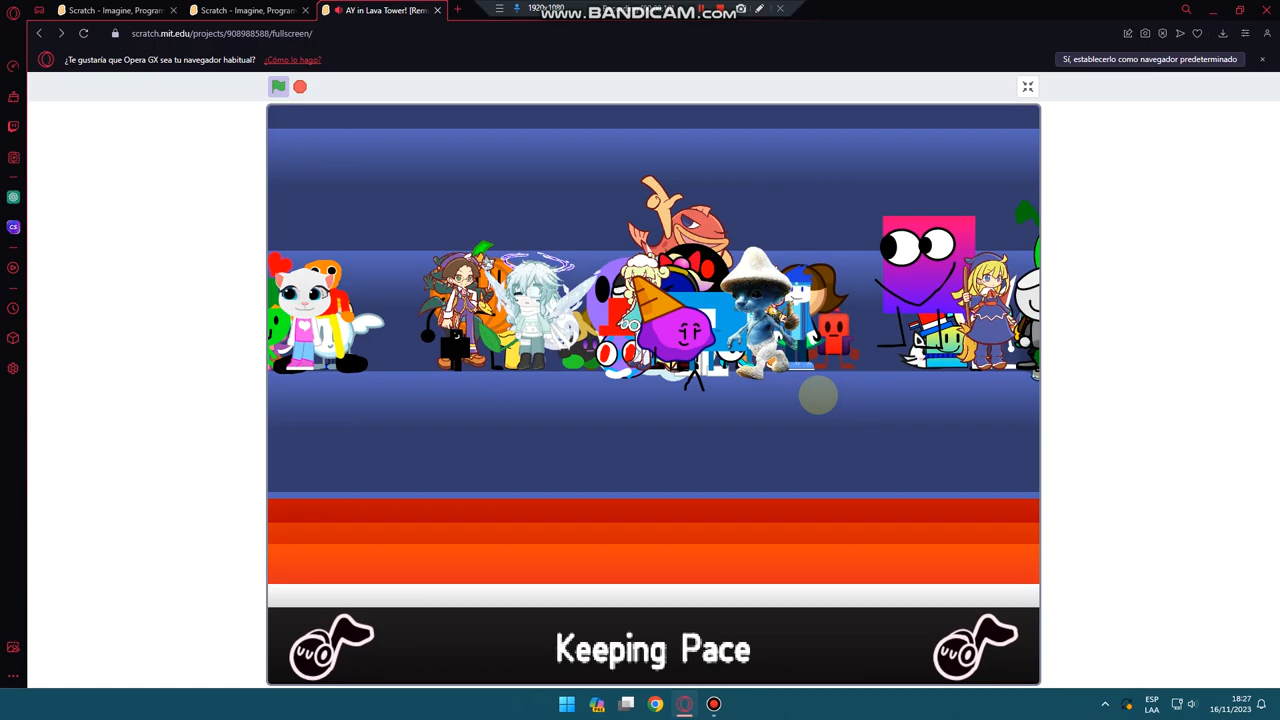 Scratch - Imagine, Program
Scratch - Imagine, Program
AY in Lava Tower! [Rem
1920x1080
www.BANDICAM.com
scratch.mit.edu/projects/908988588/fullscreen/
¿Te gustaría que Opera GX sea tu navegador habitual? ¿Cómo lo hago?
Sí, establecerlo como navegador predeterminado
CS
Keeping Pace
ESP
LAA
18:27
16/11/2023